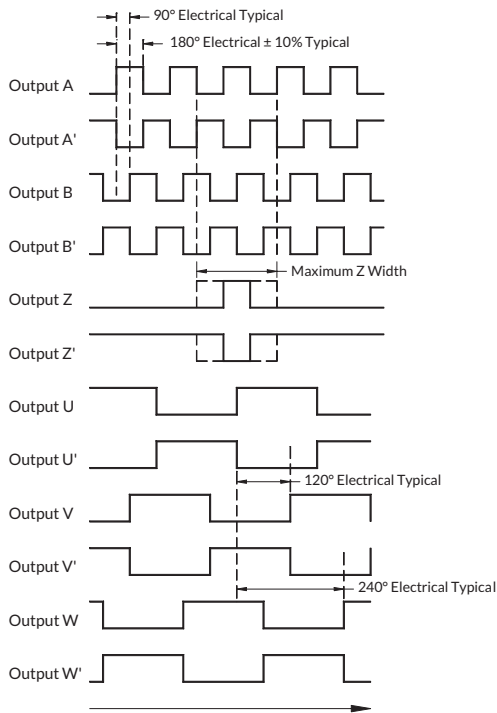 90° Electrical Typical
180° Electrical ± 10% Typical
Output A
Output A'
Output B
Output B'
Maximum Z Width
Output Z
Output Z'
Output U
Output U'
120° Electrical Typical
Output V
Output V'
240° Electrical Typical
Output W
Output W'